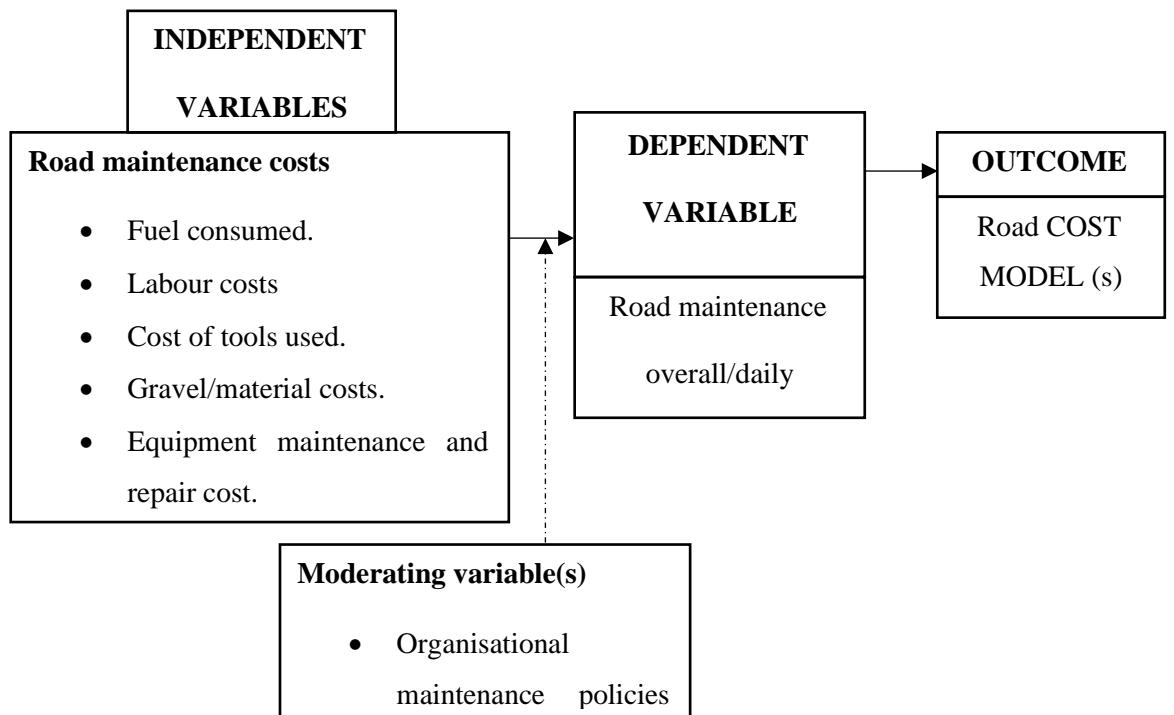 INDEPENDENT
VARIABLES
Road maintenance costs
• Fuel consumed.
• Labour costs
• Cost of tools used.
• Gravel/material costs.
• Equipment maintenance and
repair cost.
DEPENDENT
VARIABLE
Road maintenance
overall/daily
OUTCOME
Road COST
MODEL (s)
Moderating variable(s)
• Organisational
maintenance policies